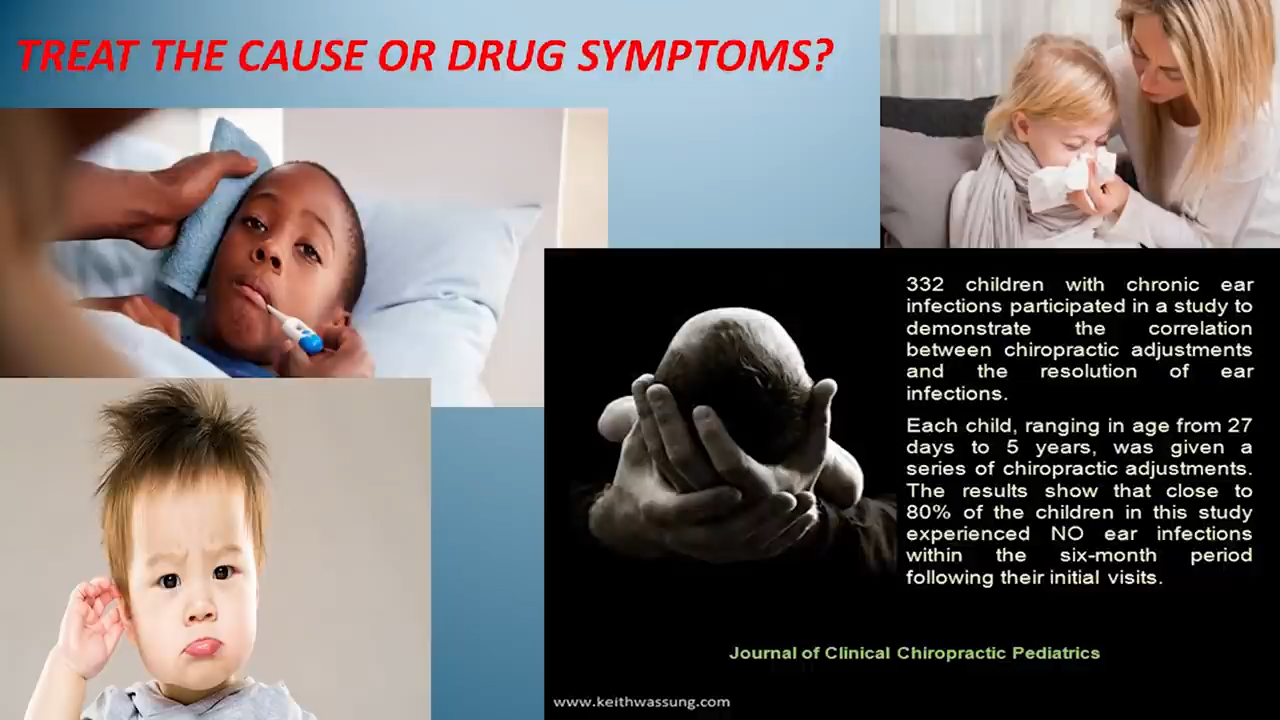 TREAT THE CAUSE OR DRUG SYMPTOMS?
332 children with chronic ear
infections participated in a study to
demonstrate the correlation
between chiropractic adjustments
and the resolution of ear
infections.
Each child, ranging in age from 27
days to 5 years, was given a
series of chiropractic adjustments.
The results show that close to
80% of the children in this study
experienced NO ear infections
within the six-month period
following their initial visits.
Journal of Clinical Chiropractic Pediatrics
www.keithwassung.com